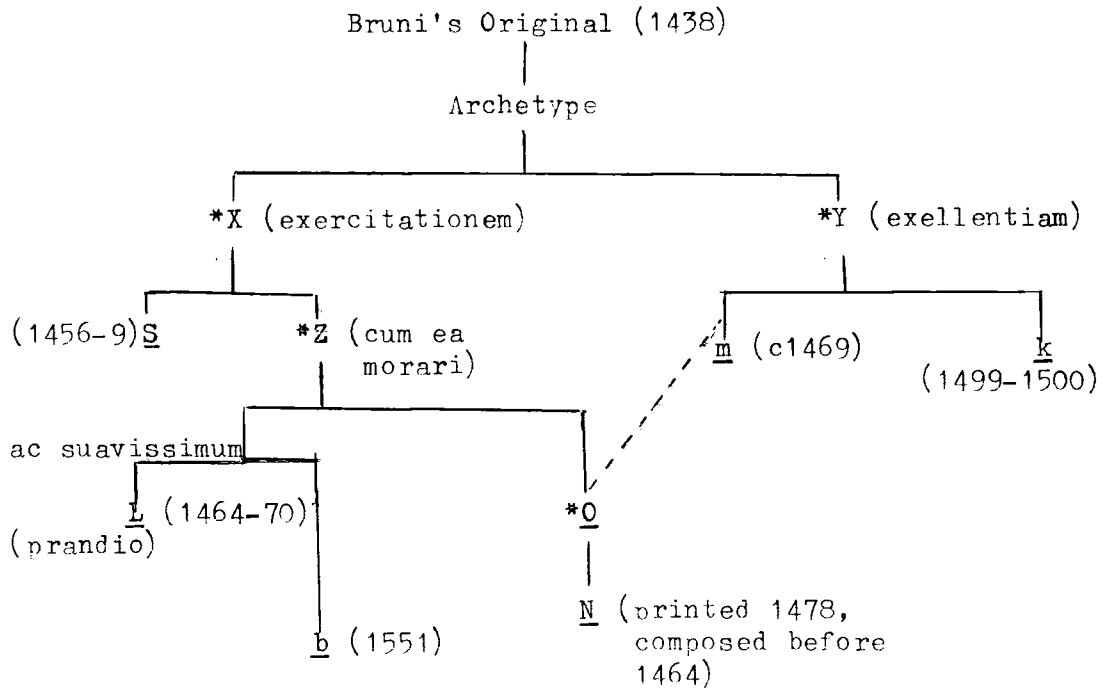 Bruni's Original (1438)
Archetype
*X (exercitationem)
*Y (exellentiam)
(1456-9) S
*Z (cum ea
morari)
m (c1469)
k
(1499-1500)
ac suavissimum
L (1464-70)
(prandio)
*O
N (printed 1478,
composed before
1464)
b (1551)